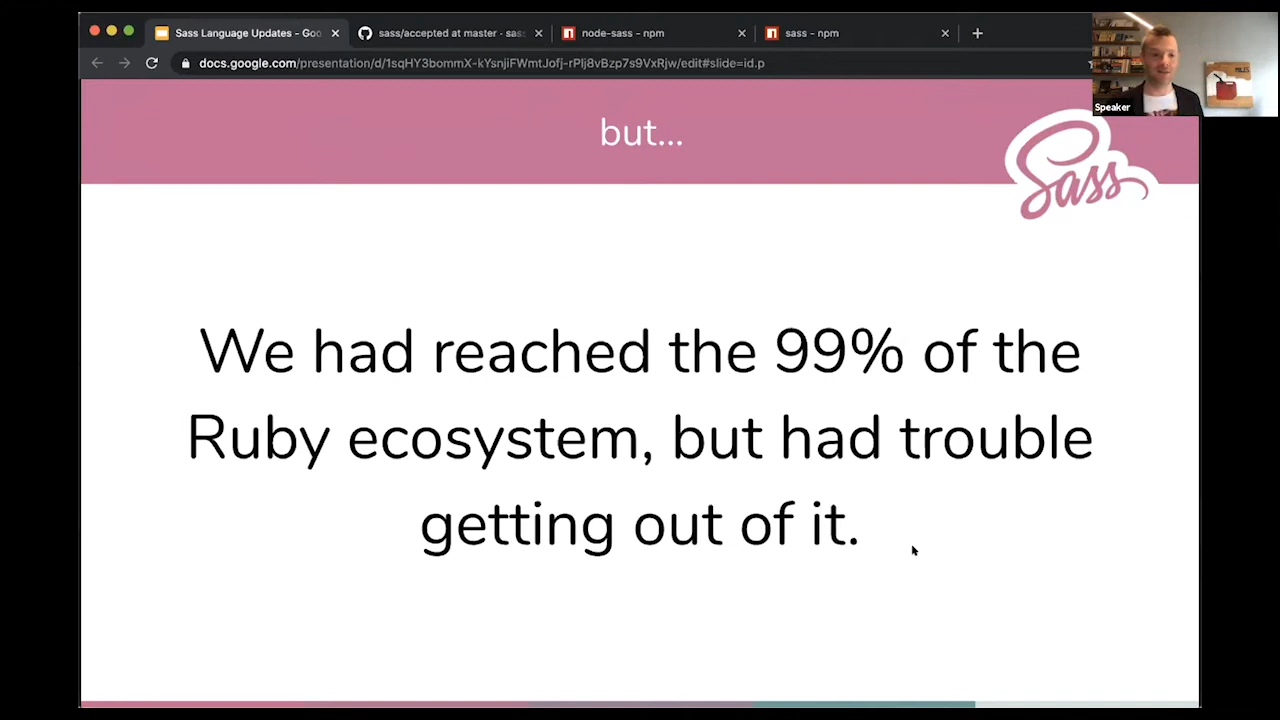 Sass Language Updates - Goo
sass/accepted at master · sass
node-sass - npm
sass - npm
docs.google.com/presentation/d/1sqHY3bommX-kYsnjiFWmtJofj-rPlj8vBzp7s9VxRjw/edit#slide=id.p
Speaker
but...
Sass
We had reached the 99% of the
Ruby ecosystem, but had trouble
getting out of it.